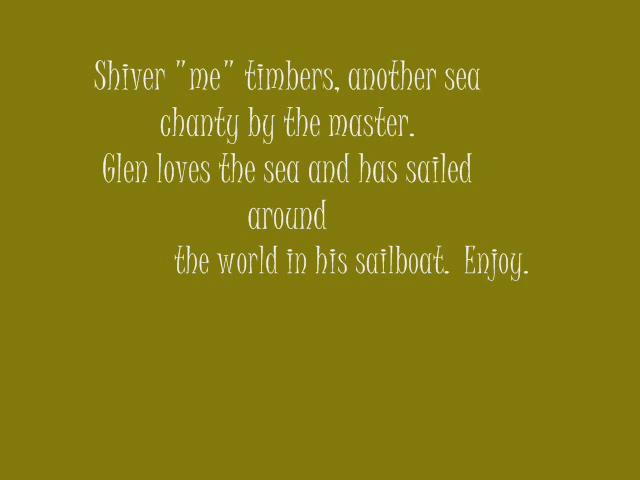 Shiver "me" timbers, another sea
chanty by the master.
Glen loves the sea and has sailed
around
the world in his sailboat.  Enjoy.